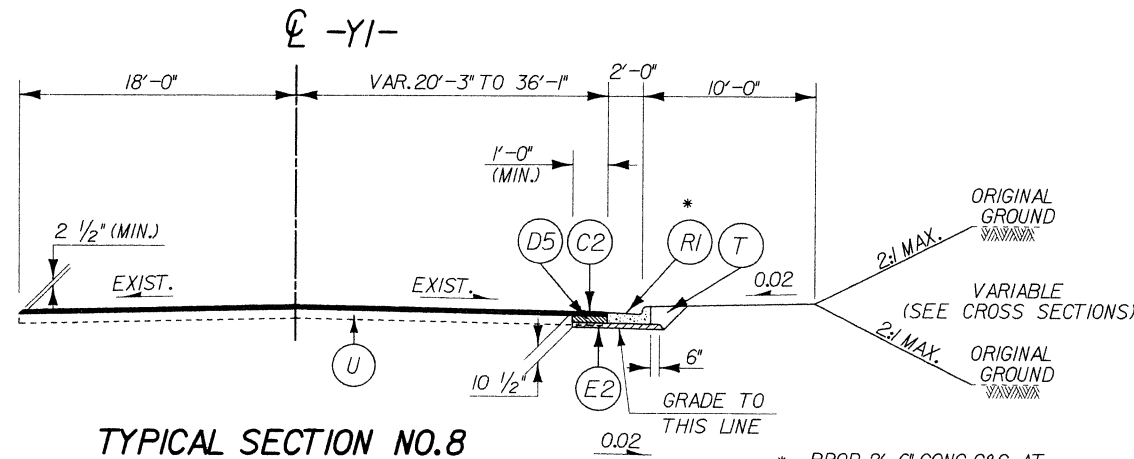 ℄ -Y1-
18'-0"
VAR. 20'-3" TO 36'-1"
2'-0"
10'-0"
1'-0"
(MIN.)
*
ORIGINAL
GROUND
2 1/2" (MIN.)
D5
C2
R1
T
2:1 MAX.
EXIST.
EXIST.
0.02
VARIABLE
(SEE CROSS SECTIONS)
2:1 MAX.
U
10 1/2"
E2
6"
ORIGINAL
GROUND
GRADE TO
THIS LINE
TYPICAL SECTION NO.8
0.02